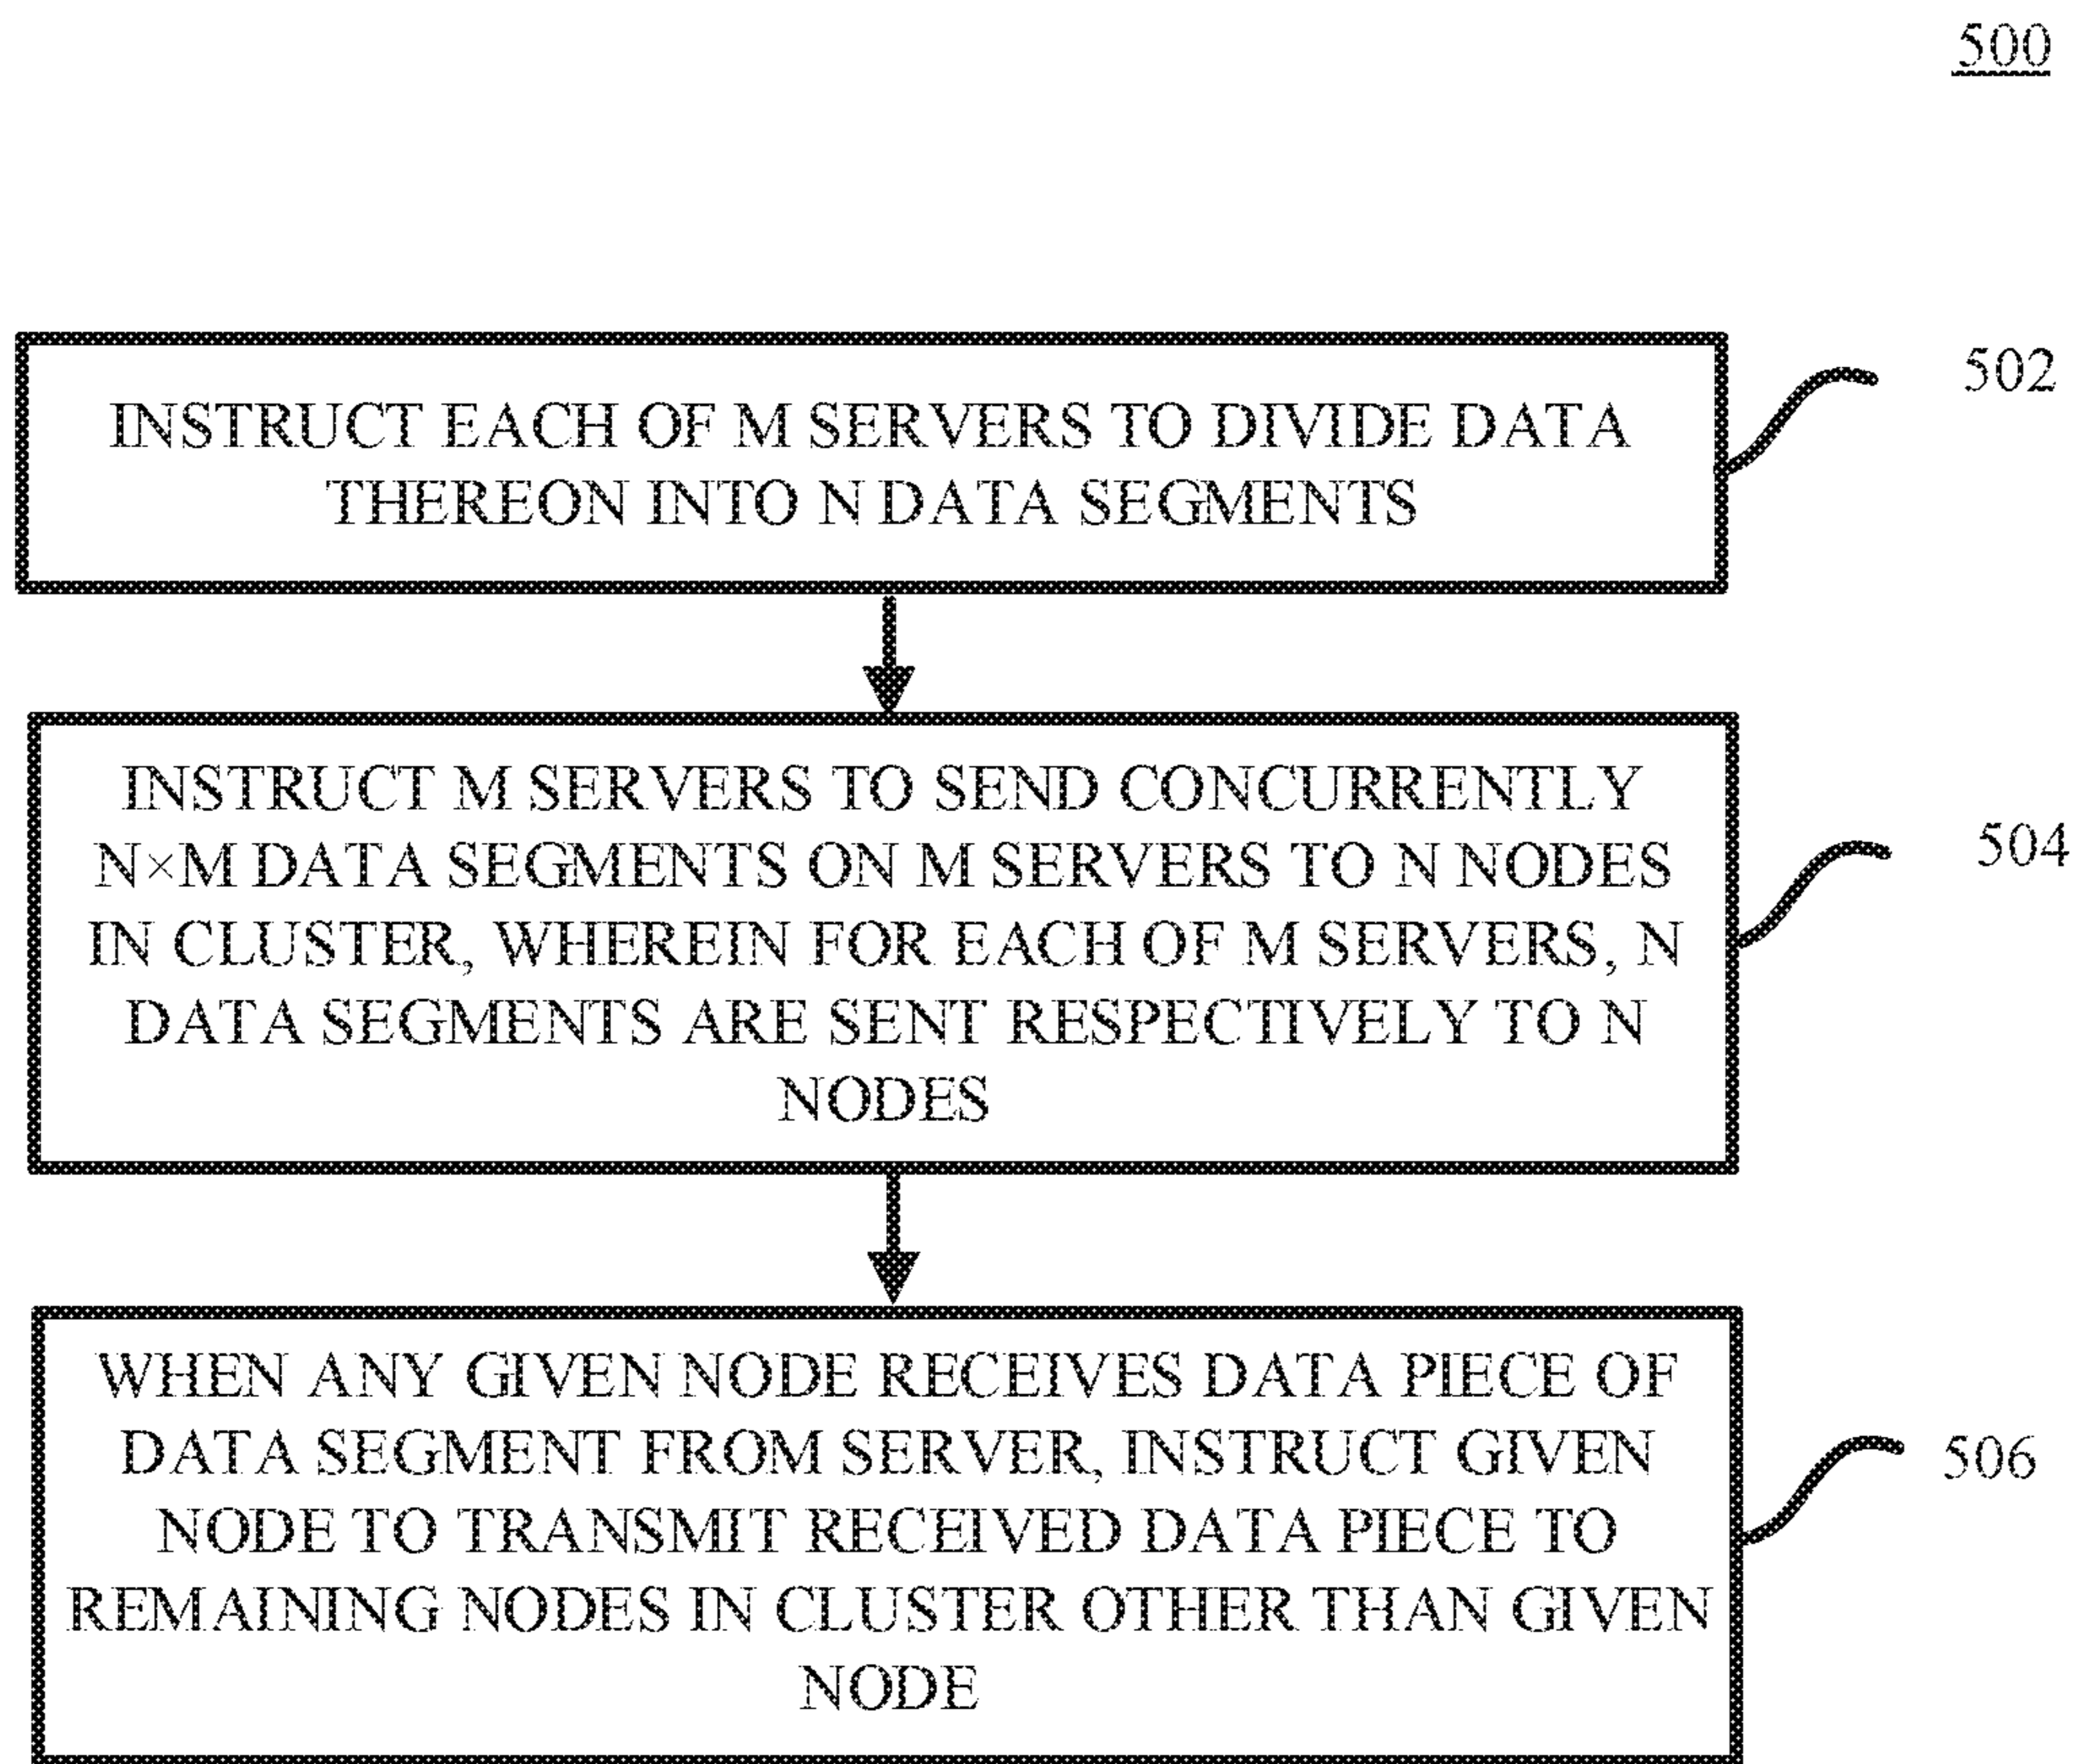 500
INSTRUCT EACH OF M SERVERS TO DIVIDE DATA
THEREON INTO N DATA SEGMENTS
502
INSTRUCT M SERVERS TO SEND CONCURRENTLY
N×M DATA SEGMENTS ON M SERVERS TO N NODES
IN CLUSTER, WHEREIN FOR EACH OF M SERVERS, N
DATA SEGMENTS ARE SENT RESPECTIVELY TO N
NODES
504
WHEN ANY GIVEN NODE RECEIVES DATA PIECE OF
DATA SEGMENT FROM SERVER, INSTRUCT GIVEN
NODE TO TRANSMIT RECEIVED DATA PIECE TO
REMAINING NODES IN CLUSTER OTHER THAN GIVEN
NODE
506